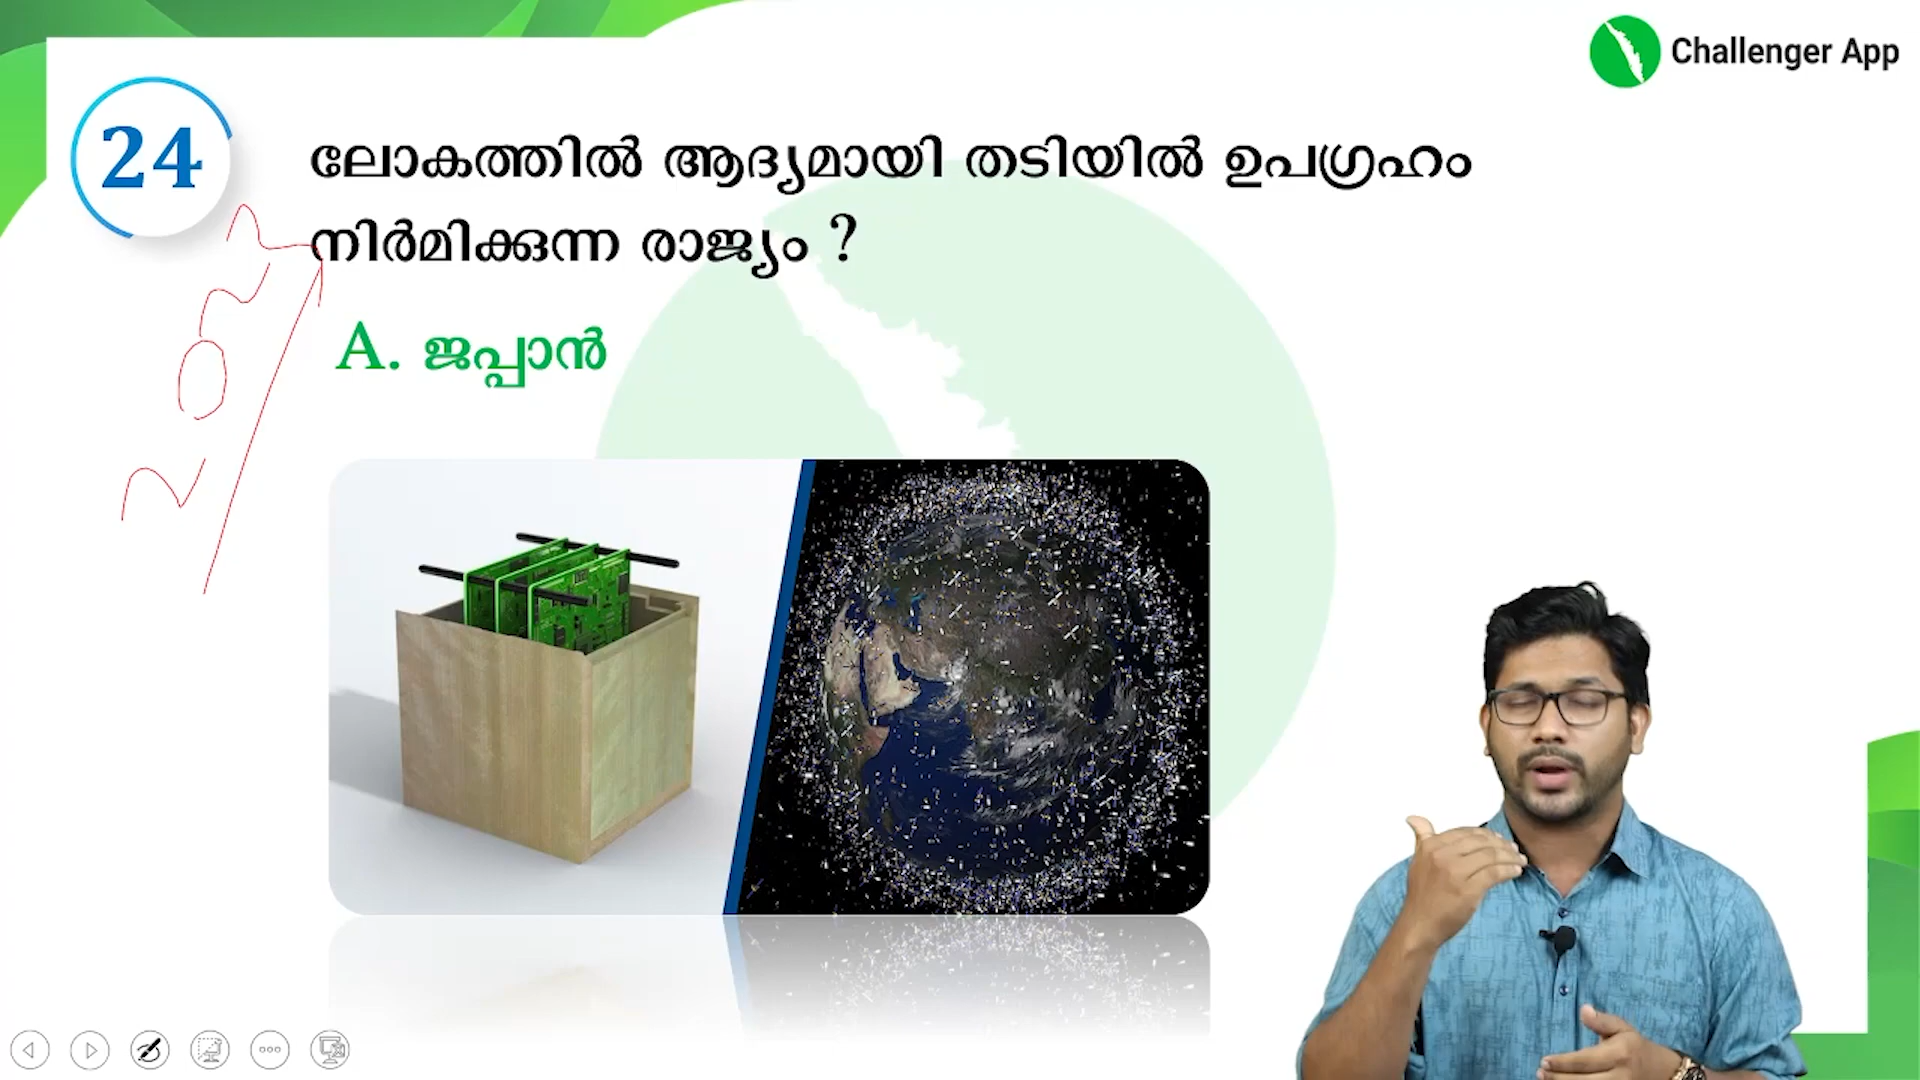 Challenger App
24
ലോകത്തിൽ ആദ്യമായി തടിയിൽ ഉപഗ്രഹം
നിർമിക്കുന്ന രാജ്യം ?
A. ജപ്പാൻ